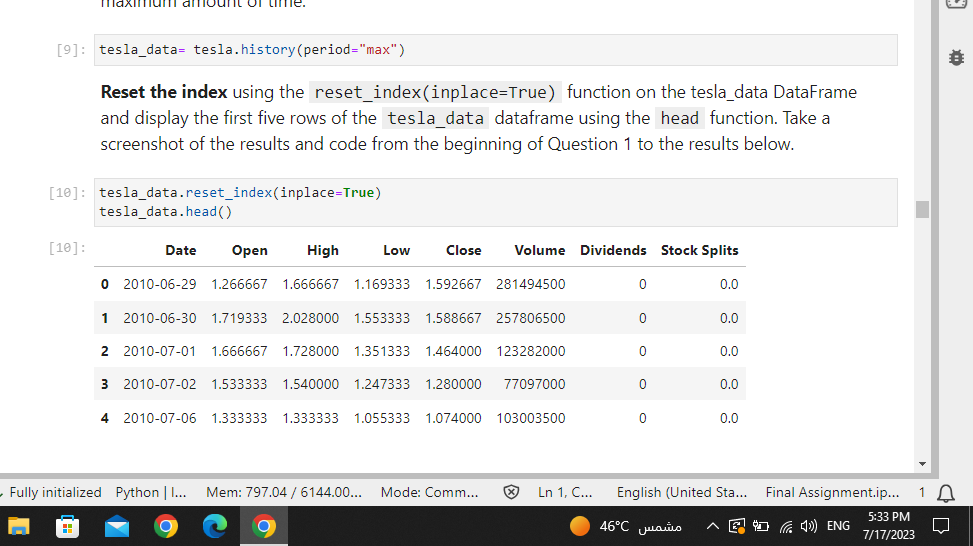 maximum amount of time.
[9]: tesla_data= tesla.history(period="max")
Reset the index using the reset_index(inplace=True) function on the tesla_data DataFrame
and display the first five rows of the tesla_data dataframe using the head function. Take a
screenshot of the results and code from the beginning of Question 1 to the results below.
[10]: tesla_data.reset_index(inplace=True)
tesla_data.head()
[10]: Date Open High Low Close Volume Dividends Stock Splits
0 2010-06-29 1.266667 1.666667 1.169333 1.592667 281494500 0 0.0
1 2010-06-30 1.719333 2.028000 1.553333 1.588667 257806500 0 0.0
2 2010-07-01 1.666667 1.728000 1.351333 1.464000 123282000 0 0.0
3 2010-07-02 1.533333 1.540000 1.247333 1.280000 77097000 0 0.0
4 2010-07-06 1.333333 1.333333 1.055333 1.074000 103003500 0 0.0
Fully initialized Python | I... Mem: 797.04 / 6144.00... Mode: Comm... Ln 1, C... English (United Sta... Final Assignment.ip... 1
46°C مشمس ENG 5:33 PM
7/17/2023